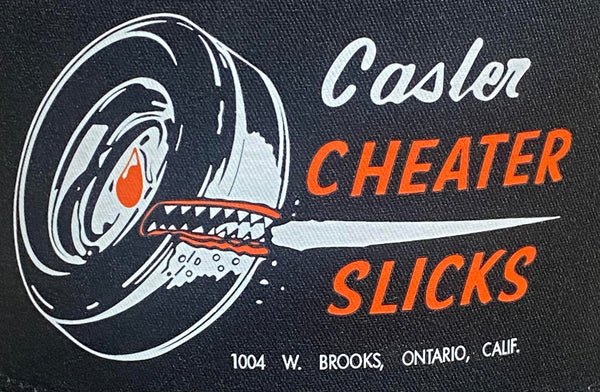 Casler
CHEATER
SLICKS
1004 W. BROOKS, ONTARIO, CALIF.